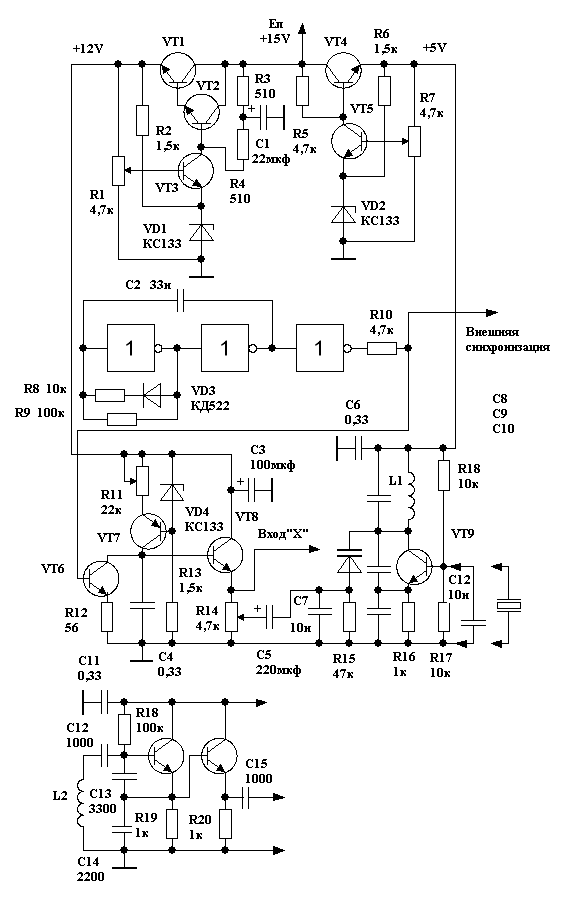 Еп
+15V
+12V
VT1
VT4
R6
1,5к
+5V
VT2
R3
510
R7
4,7к
R2
1,5к
C1
22мкф
R5
4,7к
VT5
VT3
R1
4,7к
R4
510
VD1
КС133
VD2
КС133
C2 33н
R10
4,7к
1
1
1
Внешняя
синхронизация
R8 10к
R9 100к
VD3
КД522
C6
0,33
C8
C9
C10
C3
100мкф
L1
R18
10к
R11
22к
VD4
КС133
VT7
VT8
Вход"X"
VT9
VT6
R13
1,5к
R14
4,7к
C7
10н
C12
10н
R12
56
C4
0,33
C5
220мкф
R15
47к
R16
1к
R17
10к
C11
0,33
R18
100к
C12
1000
C15
1000
L2
C13
3300
R19
1к
R20
1к
C14
2200